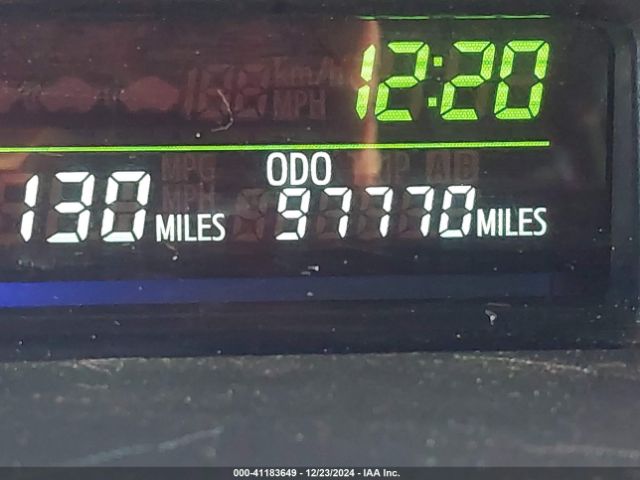 12:20
ODO
130 MILES 97770 MILES
000-41183649 - 12/23/2024 - IAA Inc.